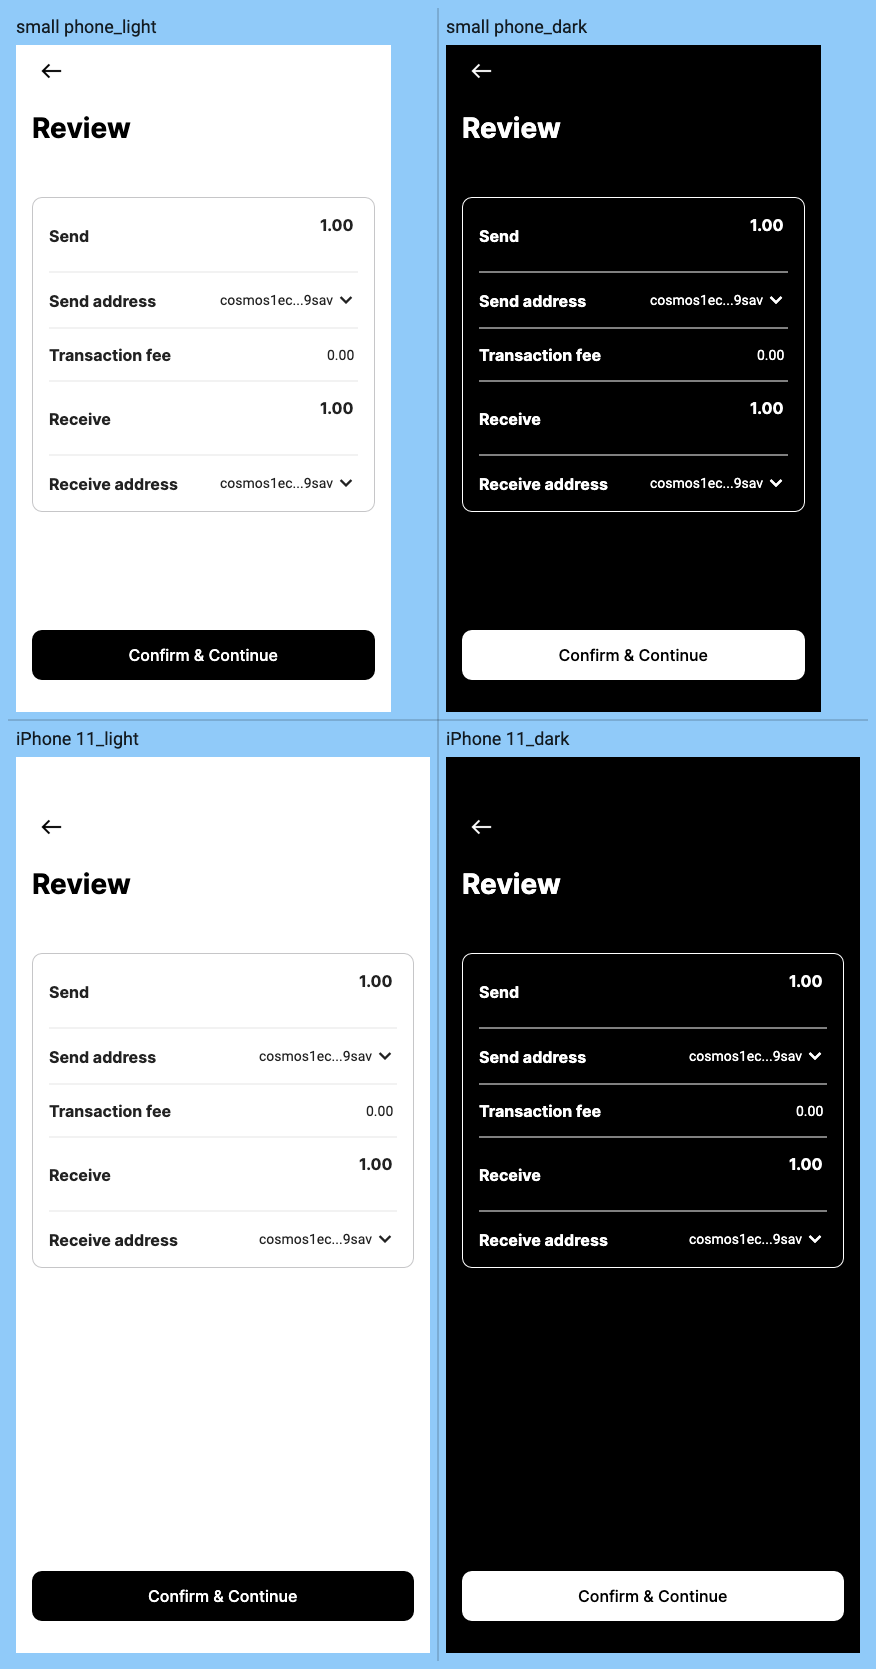 small phone_light
Review
Send 1.00
Send address cosmos1ec...9sav
Transaction fee 0.00
Receive 1.00
Receive address cosmos1ec...9sav
Confirm & Continue
small phone_dark
Review
Send 1.00
Send address cosmos1ec...9sav
Transaction fee 0.00
Receive 1.00
Receive address cosmos1ec...9sav
Confirm & Continue
iPhone 11_light
Review
Send 1.00
Send address cosmos1ec...9sav
Transaction fee 0.00
Receive 1.00
Receive address cosmos1ec...9sav
Confirm & Continue
iPhone 11_dark
Review
Send 1.00
Send address cosmos1ec...9sav
Transaction fee 0.00
Receive 1.00
Receive address cosmos1ec...9sav
Confirm & Continue